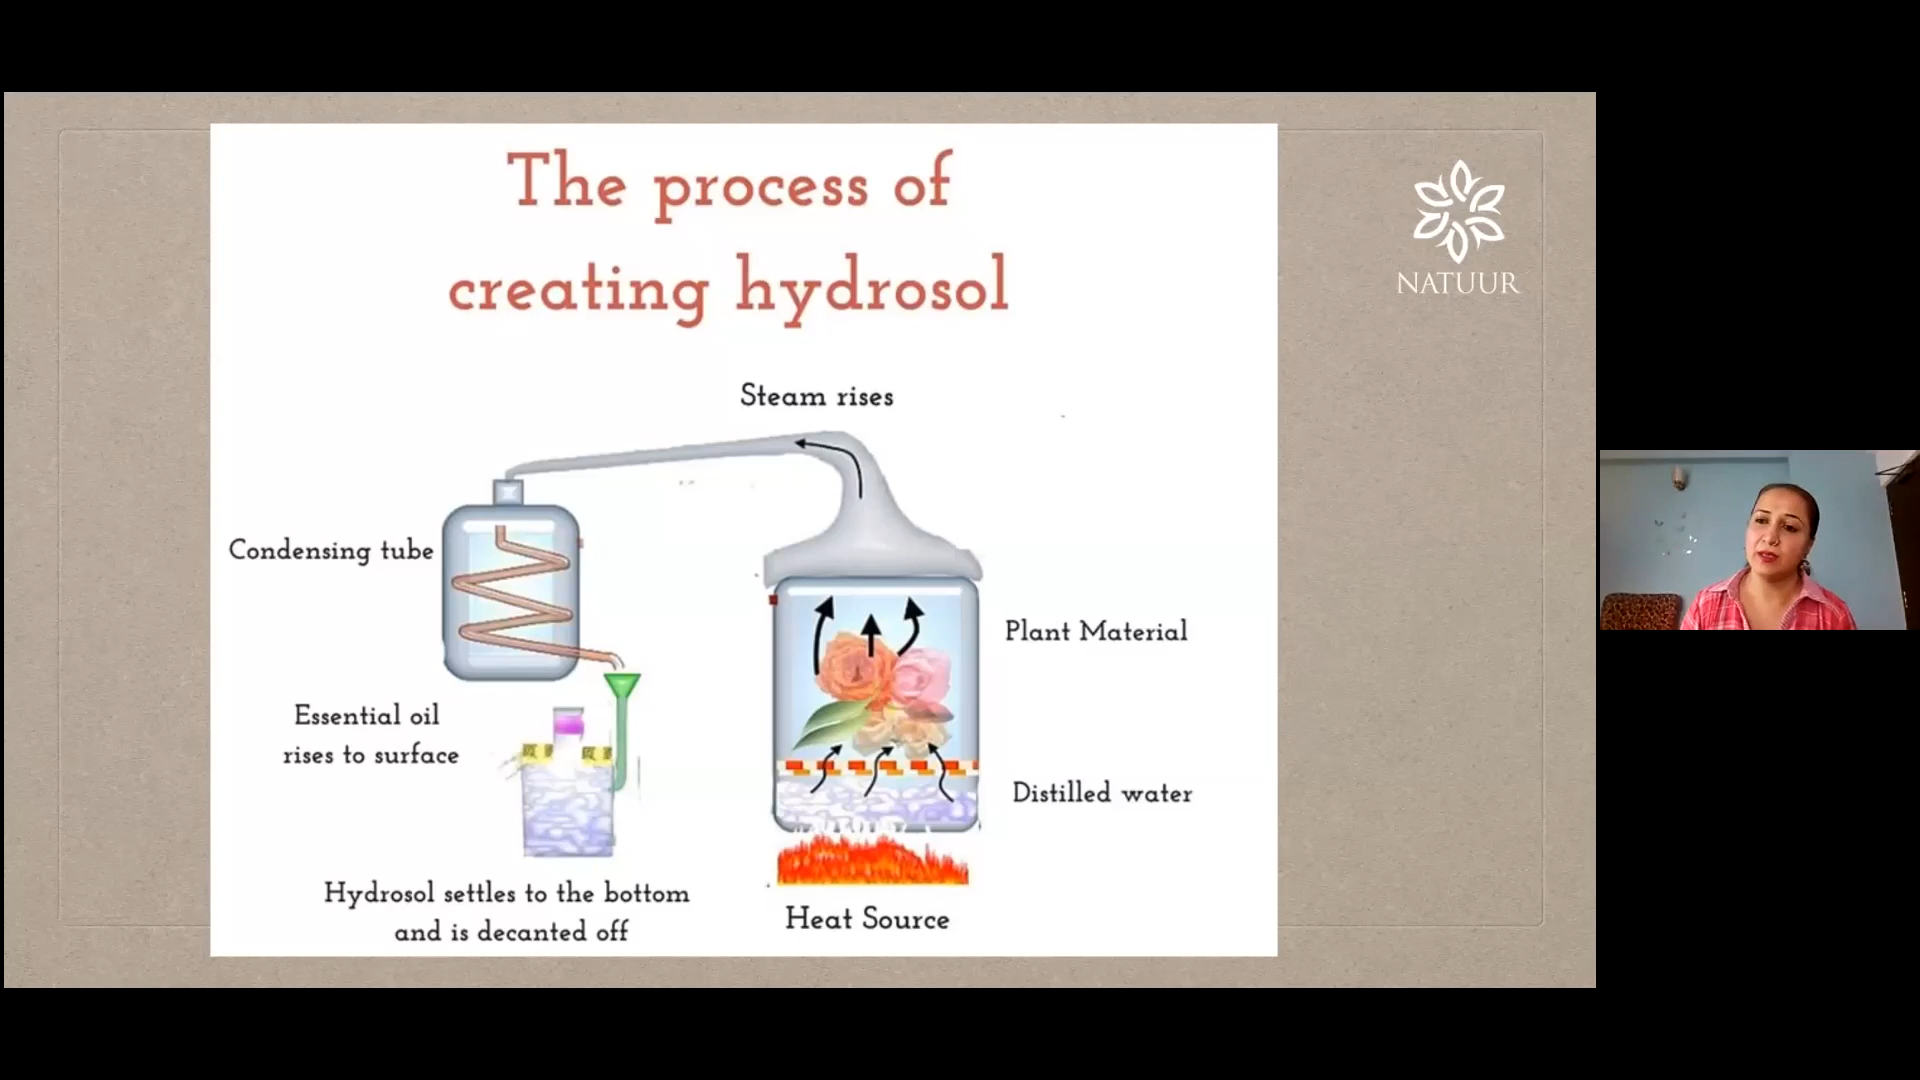 The process of
creating hydrosol
NATUUR
Steam rises
Condensing tube
Plant Material
Essential oil
rises to surface
Distilled water
Hydrosol settles to the bottom
and is decanted off
Heat Source